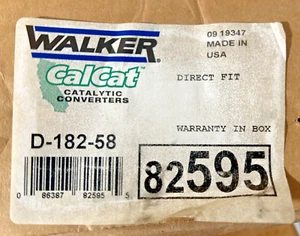 WALKER
CalCat™
CATALYTIC
CONVERTERS
09 19347
MADE IN
USA
DIRECT FIT
WARRANTY IN BOX
D-182-58
82595
0 86387 82595 5